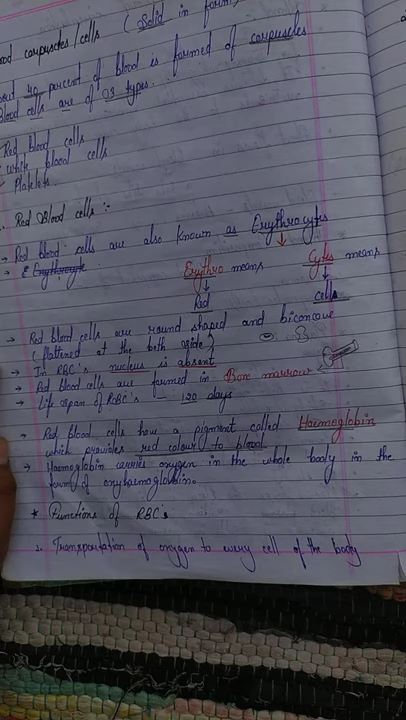 ood corpuscles / cells ( Solid in form
out 40 percent of blood is formed of corpuscles
Blood cells are of 03 types.
Red blood cells
white blood cells
Platelets.
Red Blood cells :-
→ Red blood cells are also known as Erythrocytes
→ E Erythrocyte
Erythro means Cytes means
Red cells
→ Red blood cells are round shaped and biconcave
( flattened at the both side )
→ In RBC's nucleus is absent
→ Red blood cells are formed in Bone marrow
→ Life span of RBC's – 120 days
→ Red blood cells have a pigment called Haemoglobin
which provides red colour to blood
→ Haemoglobin carries oxygen in the whole body in the
form of oxyhaemoglobin.
* Functions of RBCs
Transportation of oxygen to every cell of the body